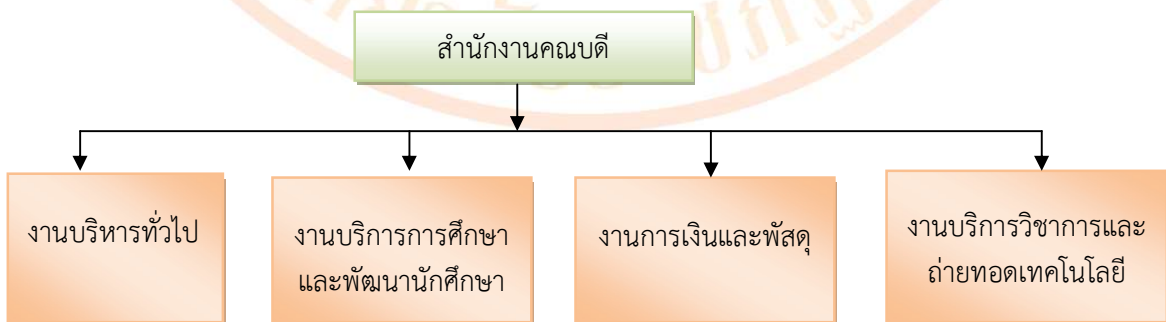 สำนักงานคณบดี
งานบริหารทั่วไป
งานบริการการศึกษา
และพัฒนานักศึกษา
งานการเงินและพัสดุ
งานบริการวิชาการและ
ถ่ายทอดเทคโนโลยี